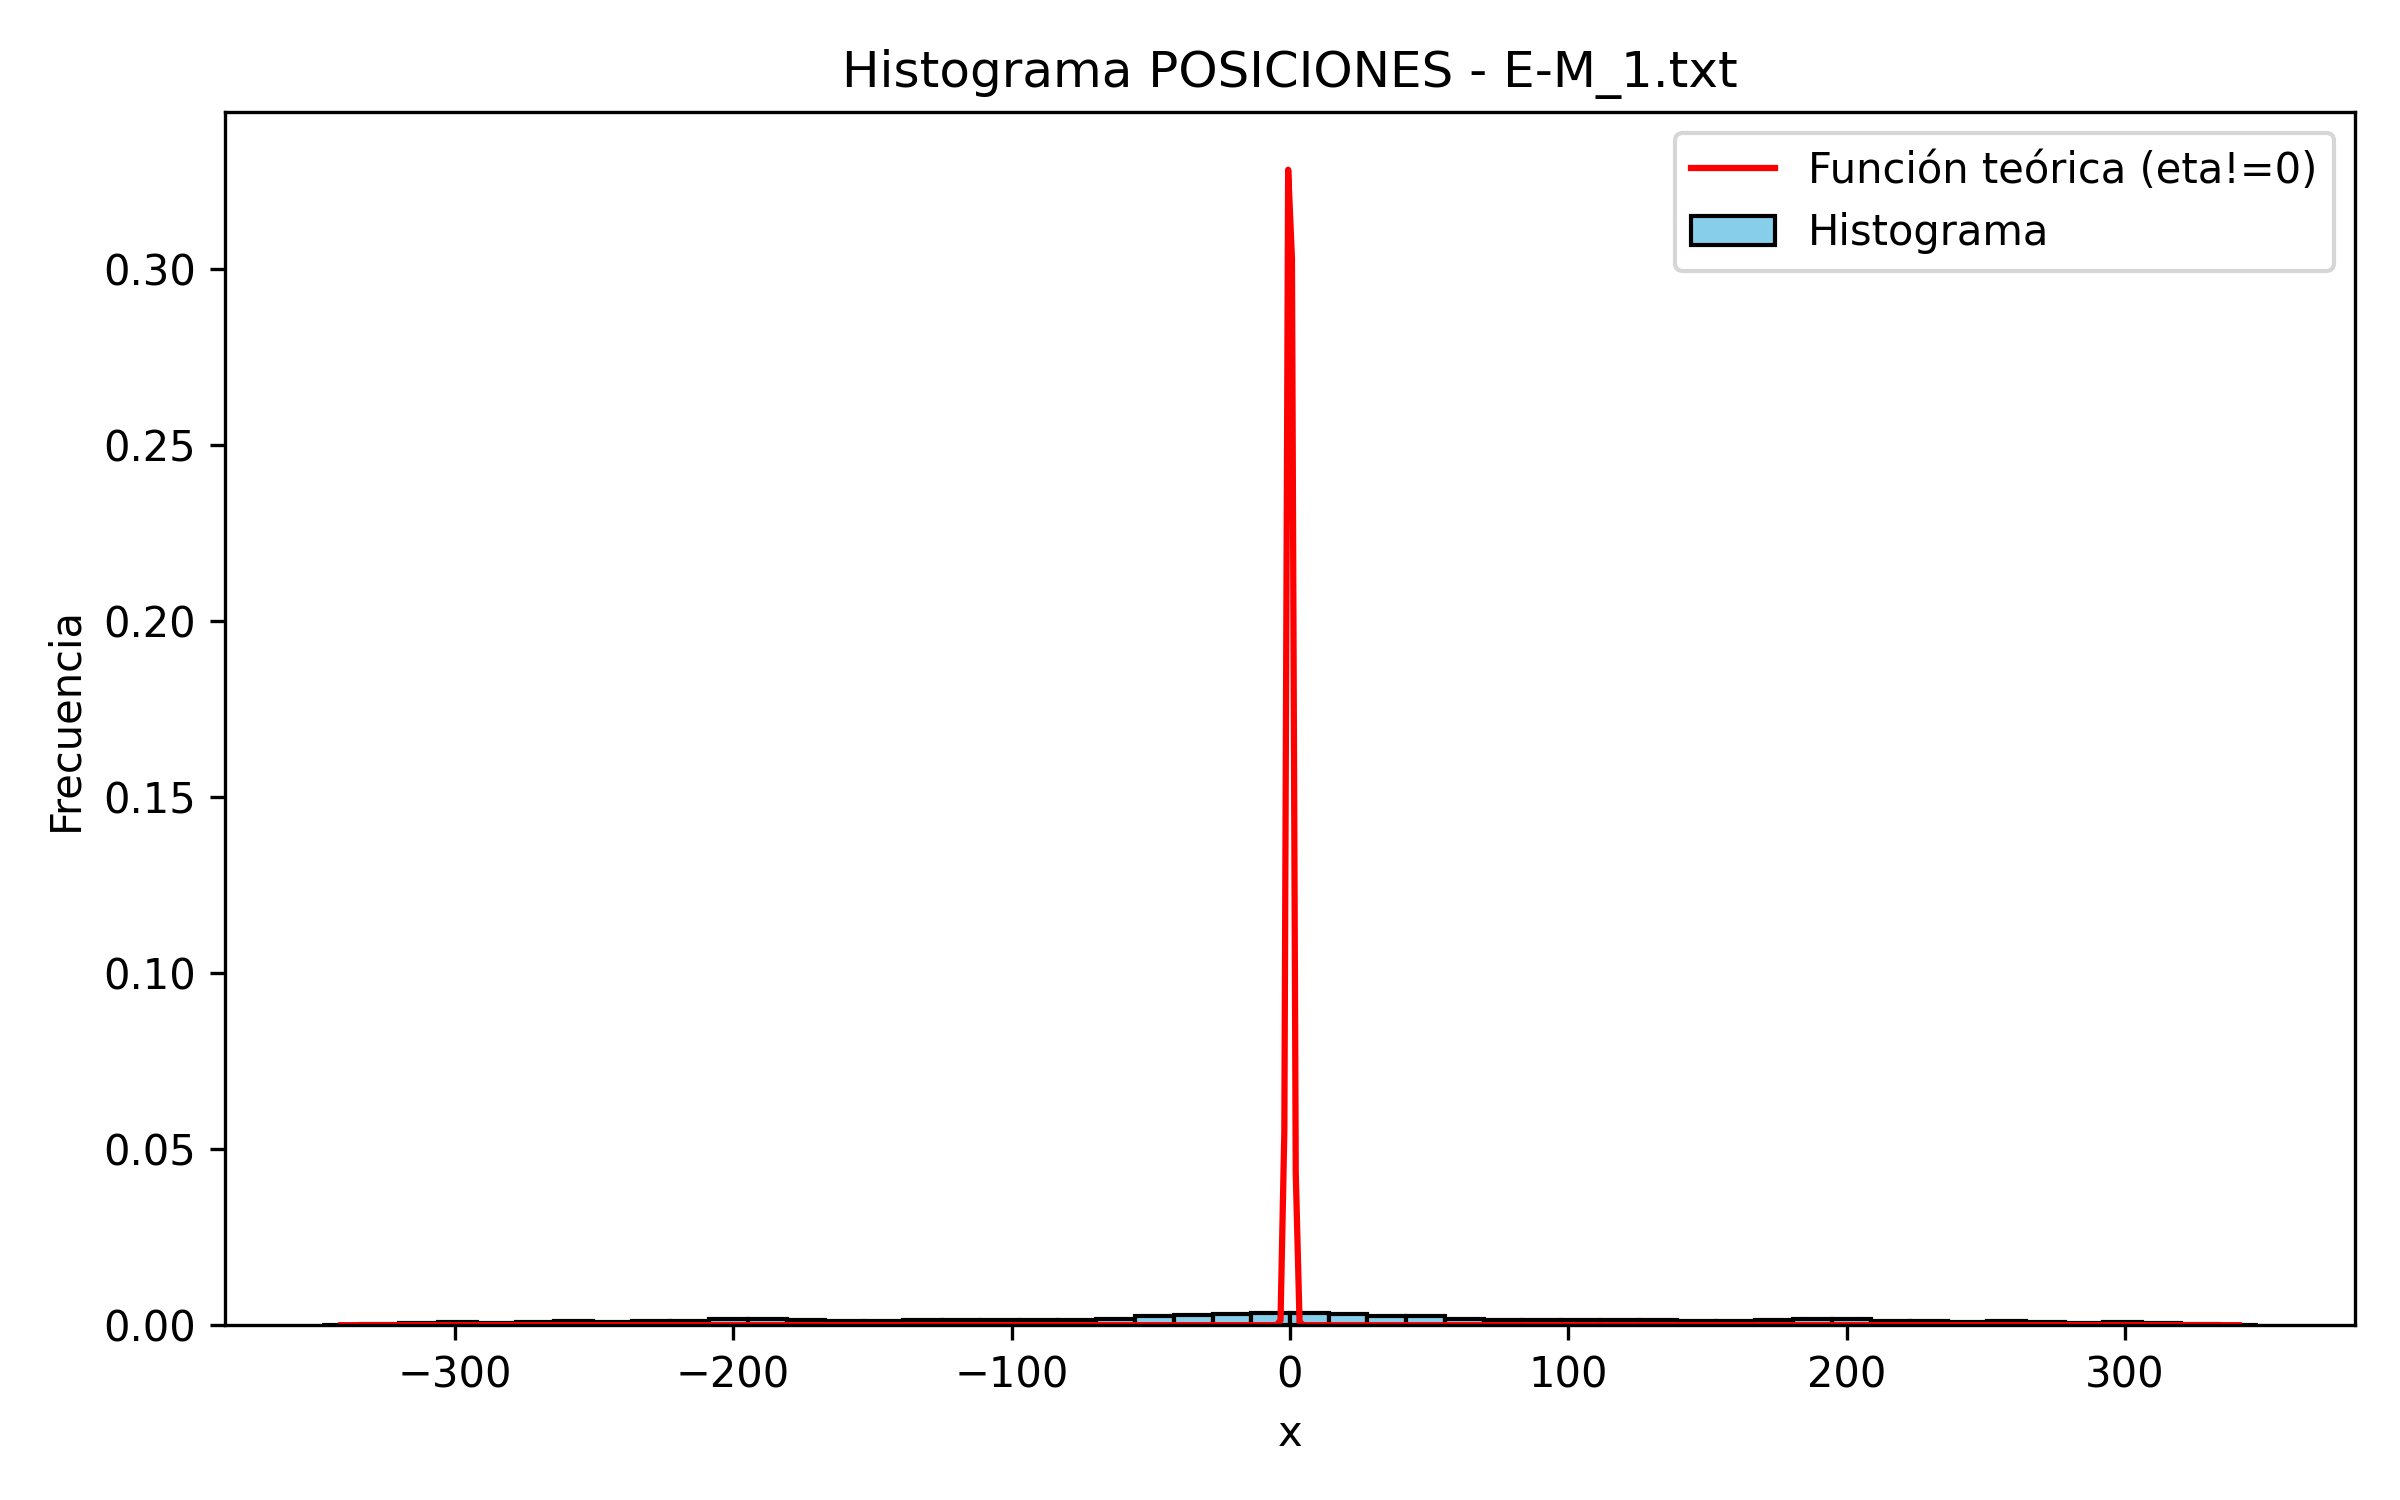 Histograma POSICIONES - E-M_1.txt
Función teórica (eta!=0)
Histograma
Frecuencia
0.30
0.25
0.20
0.15
0.10
0.05
0.00
−300 −200 −100 0 100 200 300
x